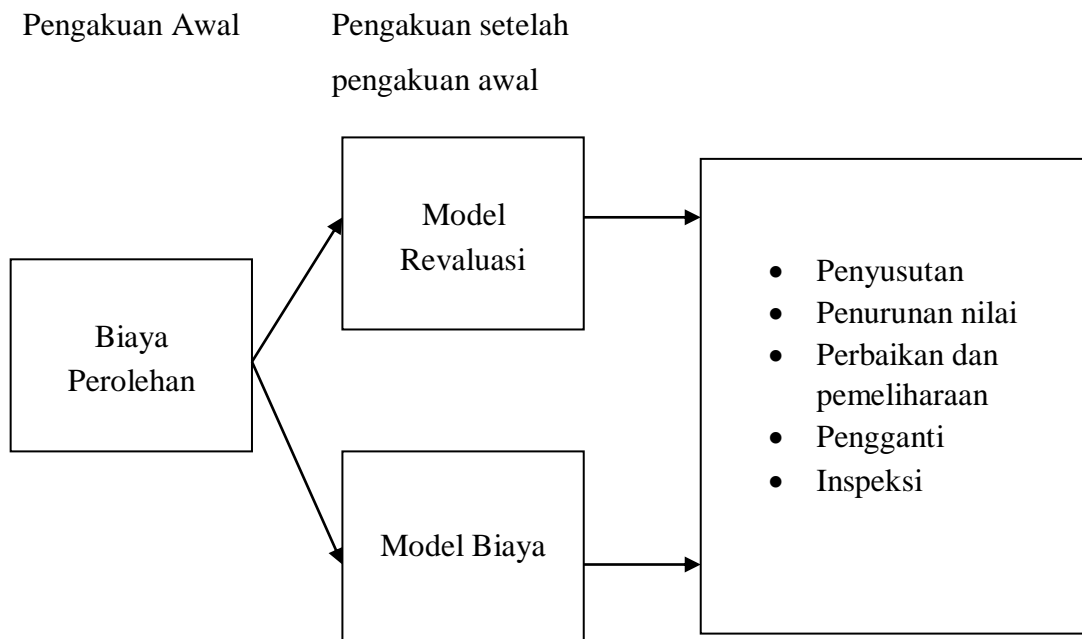 Pengakuan Awal
Pengakuan setelah
pengakuan awal
Biaya
Perolehan
Model
Revaluasi
Model Biaya
• Penyusutan
• Penurunan nilai
• Perbaikan dan
pemeliharaan
• Pengganti
• Inspeksi